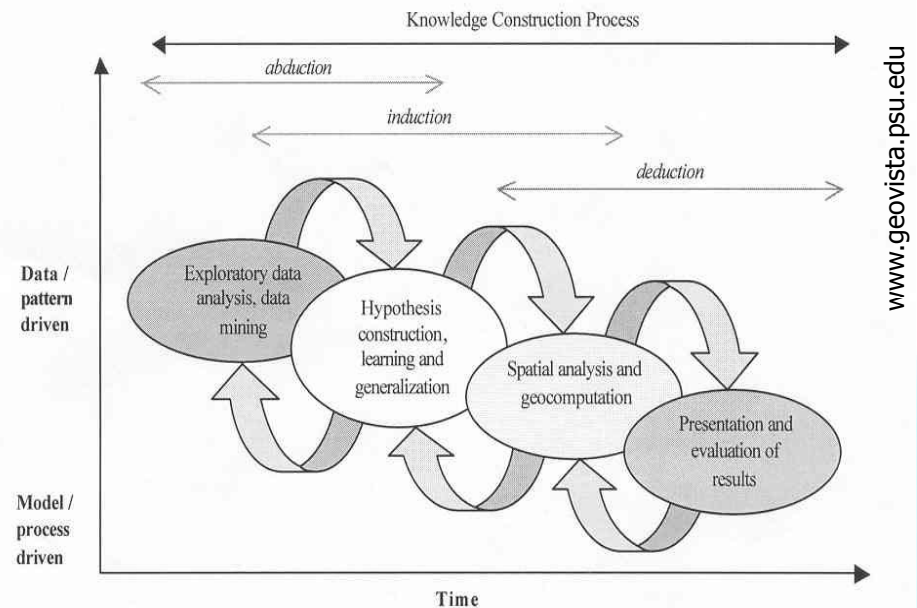 Knowledge Construction Process
abduction
induction
deduction
www.geovista.psu.edu
Data /
pattern
driven
Exploratory data
analysis, data
mining
Hypothesis
construction,
learning and
generalization
Spatial analysis and
geocomputation
Presentation and
evaluation of
results
Model /
process
driven
Time